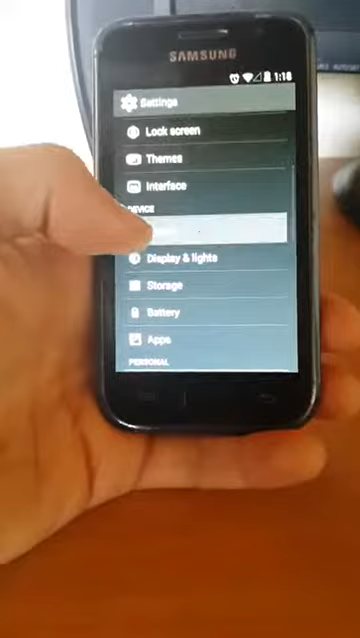 SAMSUNG
1:18
Settings
Lock screen
Themes
Interface
DEVICE
Display & lights
Storage
Battery
Apps
PERSONAL